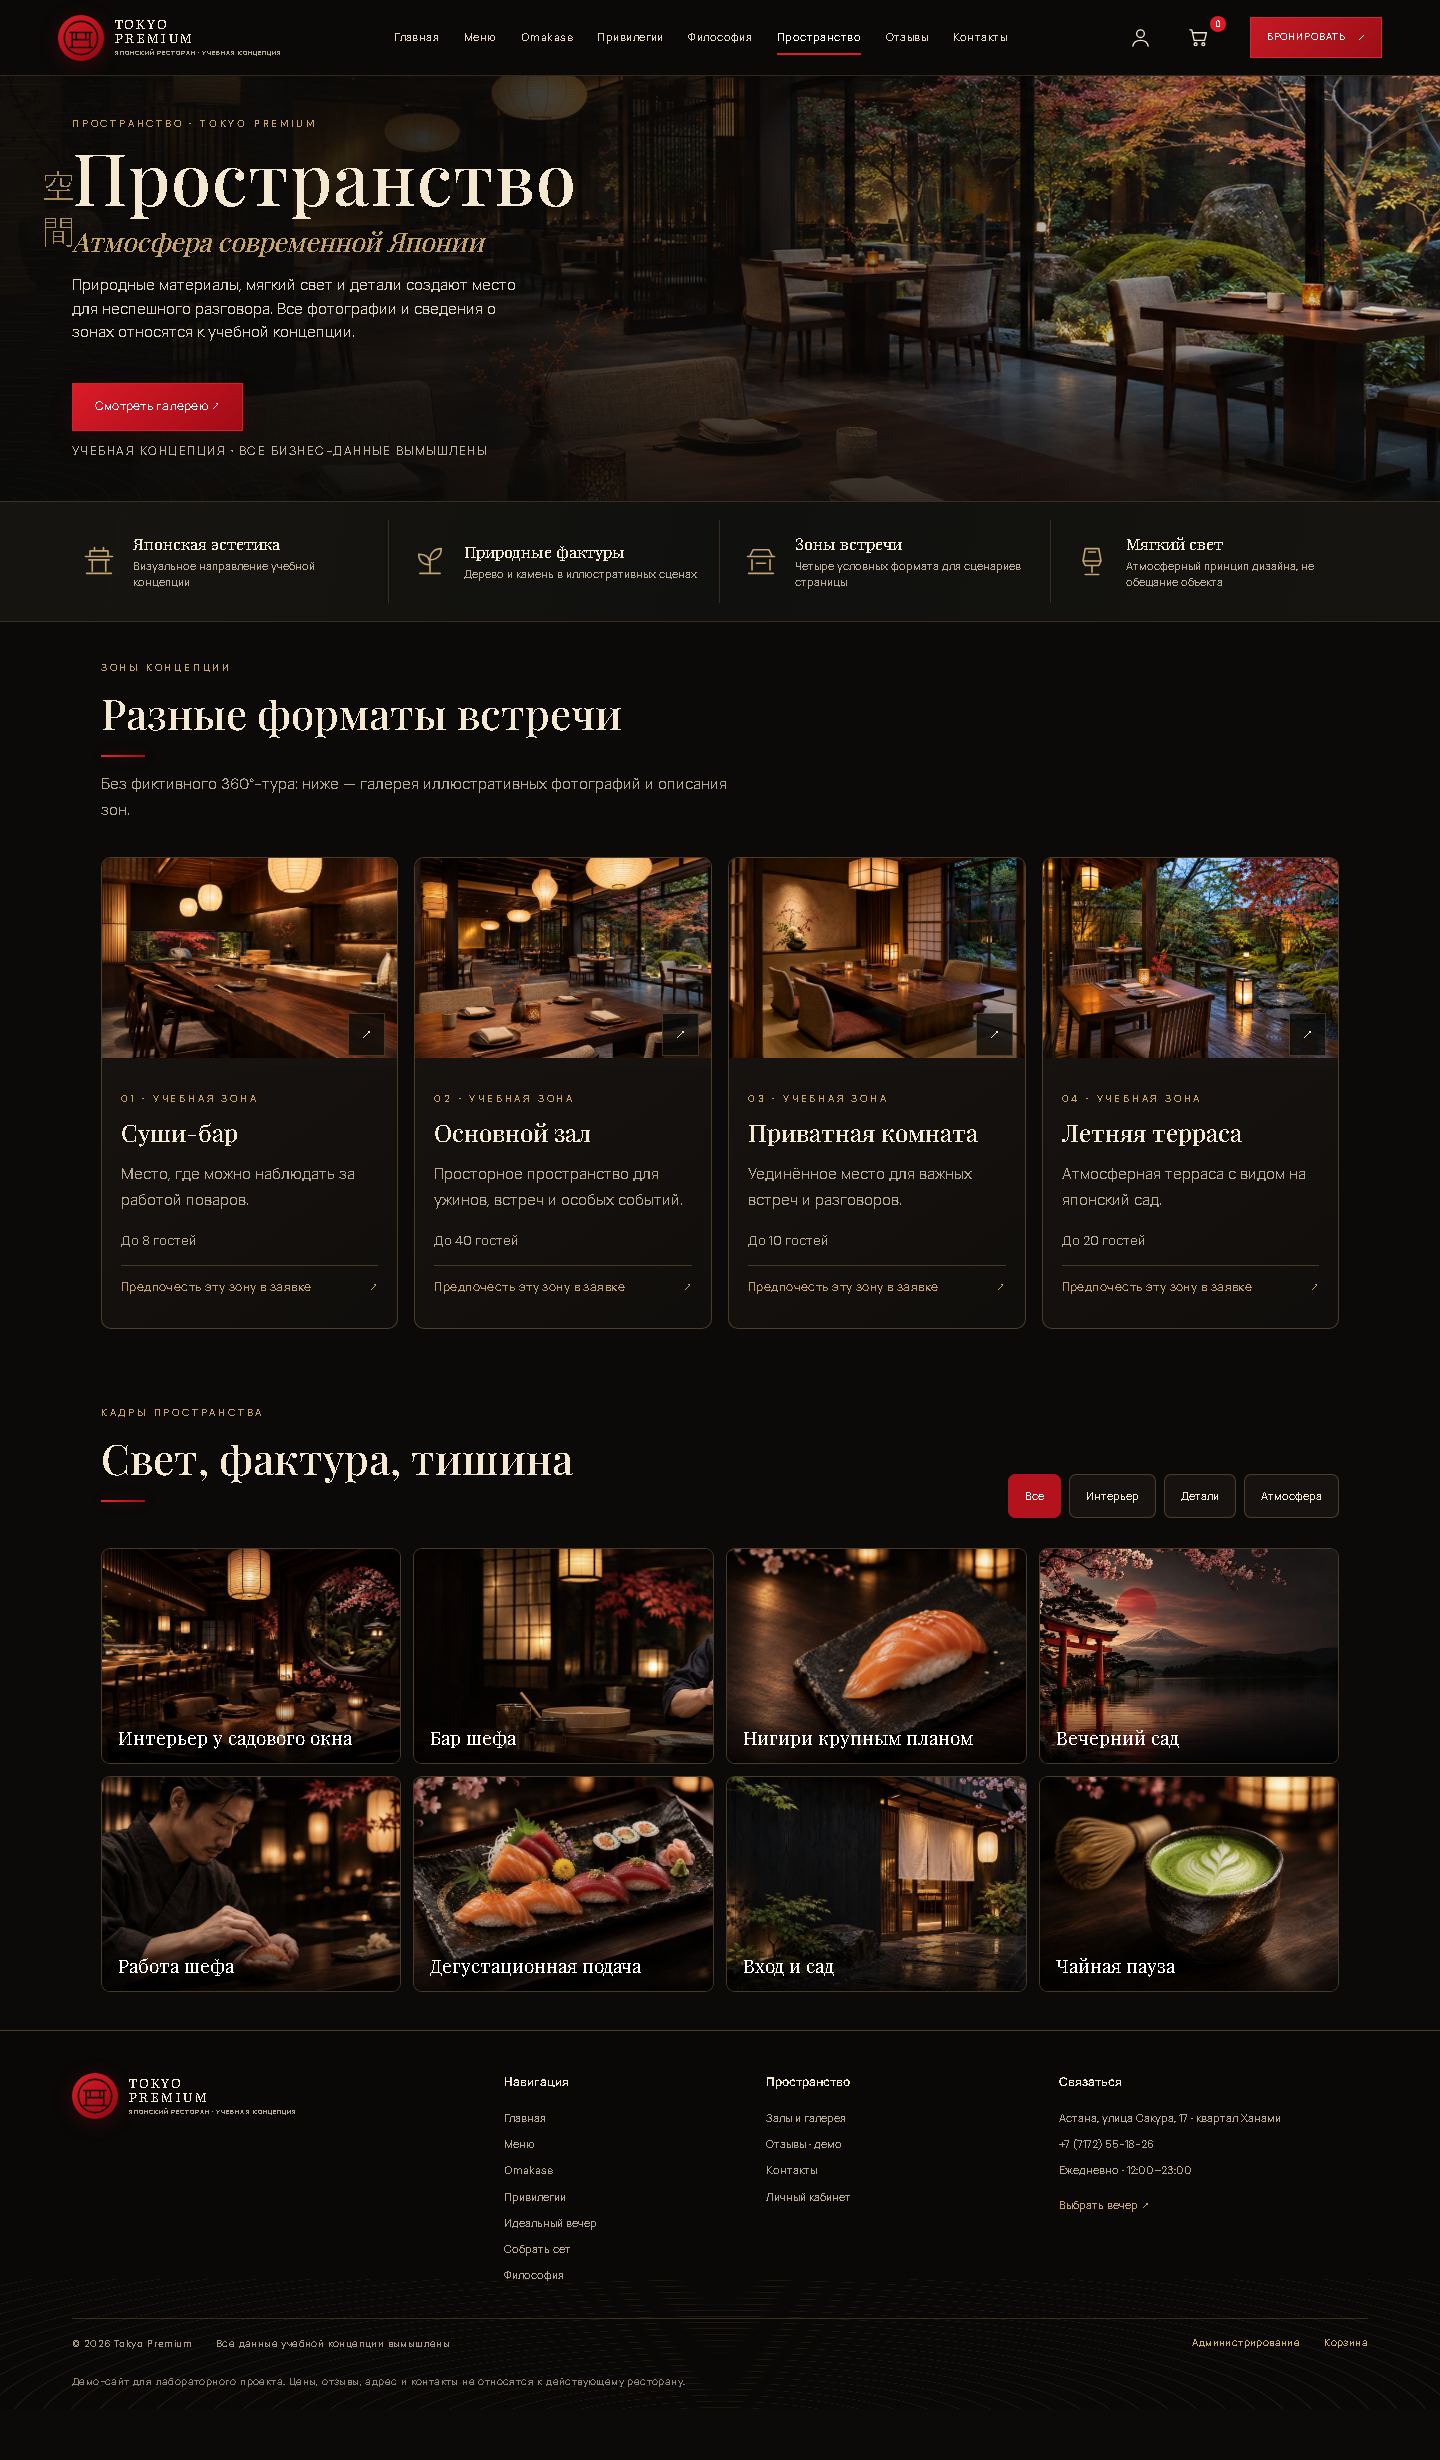 TOKYO
PREMIUM
ЯПОНСКИЙ РЕСТОРАН · УЧЕБНАЯ КОНЦЕПЦИЯ
Главная
Меню
Omakase
Привилегии
Философия
Пространство
Отзывы
Контакты
0
БРОНИРОВАТЬ ↗
ПРОСТРАНСТВО · TOKYO PREMIUM
空間
Пространство
Атмосфера современной Японии
Природные материалы, мягкий свет и детали создают место
для неспешного разговора. Все фотографии и сведения о
зонах относятся к учебной концепции.
Смотреть галерею ↗
УЧЕБНАЯ КОНЦЕПЦИЯ · ВСЕ БИЗНЕС-ДАННЫЕ ВЫМЫШЛЕНЫ
Японская эстетика
Визуальное направление учебной
концепции
Природные фактуры
Дерево и камень в иллюстративных сценах
Зоны встречи
Четыре условных формата для сценариев
страницы
Мягкий свет
Атмосферный принцип дизайна, не
обещание объекта
ЗОНЫ КОНЦЕПЦИИ
Разные форматы встречи
Без фиктивного 360°-тура: ниже — галерея иллюстративных фотографий и описания
зон.
↗
↗
↗
↗
01 · УЧЕБНАЯ ЗОНА
Суши-бар
Место, где можно наблюдать за
работой поваров.
До 8 гостей
Предпочесть эту зону в заявке ↗
02 · УЧЕБНАЯ ЗОНА
Основной зал
Просторное пространство для
ужинов, встреч и особых событий.
До 40 гостей
Предпочесть эту зону в заявке ↗
03 · УЧЕБНАЯ ЗОНА
Приватная комната
Уединённое место для важных
встреч и разговоров.
До 10 гостей
Предпочесть эту зону в заявке ↗
04 · УЧЕБНАЯ ЗОНА
Летняя терраса
Атмосферная терраса с видом на
японский сад.
До 20 гостей
Предпочесть эту зону в заявке ↗
КАДРЫ ПРОСТРАНСТВА
Свет, фактура, тишина
Все
Интерьер
Детали
Атмосфера
Интерьер у садового окна
Бар шефа
Нигири крупным планом
Вечерний сад
Работа шефа
Дегустационная подача
Вход и сад
Чайная пауза
TOKYO
PREMIUM
ЯПОНСКИЙ РЕСТОРАН · УЧЕБНАЯ КОНЦЕПЦИЯ
Навигация
Главная
Меню
Omakase
Привилегии
Идеальный вечер
Собрать сет
Философия
Пространство
Залы и галерея
Отзывы · демо
Контакты
Личный кабинет
Связаться
Астана, улица Сакура, 17 · квартал Ханами
+7 (7172) 55-18-26
Ежедневно · 12:00–23:00
Выбрать вечер ↗
© 2026 Tokyo Premium
Все данные учебной концепции вымышлены
Администрирование
Корзина
Демо-сайт для лабораторного проекта. Цены, отзывы, адрес и контакты не относятся к действующему ресторану.